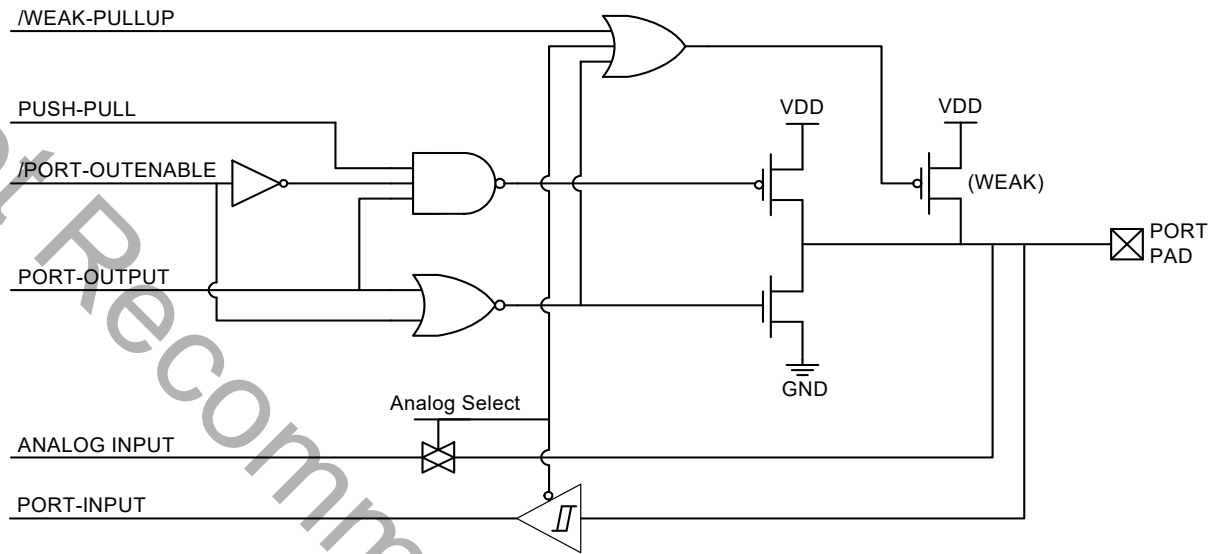 /WEAK-PULLUP
PUSH-PULL
VDD
VDD
/PORT-OUTENABLE
(WEAK)
PORT
PAD
PORT-OUTPUT
GND
Analog Select
ANALOG INPUT
PORT-INPUT
Recomm